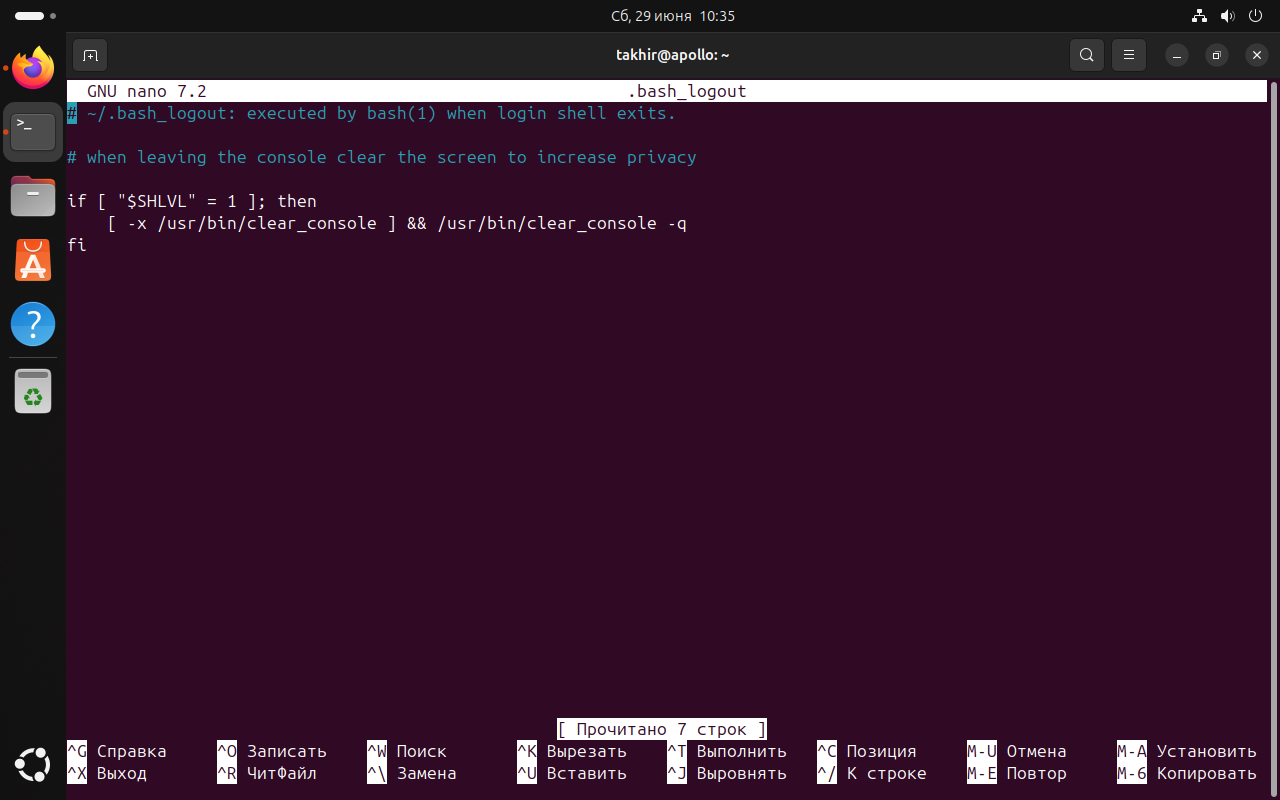 Сб, 29 июня 10:35
takhir@apollo: ~
GNU nano 7.2 .bash_logout
# ~/.bash_logout: executed by bash(1) when login shell exits.
# when leaving the console clear the screen to increase privacy
if [ "$SHLVL" = 1 ]; then
    [ -x /usr/bin/clear_console ] && /usr/bin/clear_console -q
fi
[ Прочитано 7 строк ]
^G Справка ^O Записать ^W Поиск ^K Вырезать ^T Выполнить ^C Позиция M-U Отмена M-A Установить
^X Выход ^R ЧитФайл ^\ Замена ^U Вставить ^J Выровнять ^/ К строке M-E Повтор M-6 Копировать